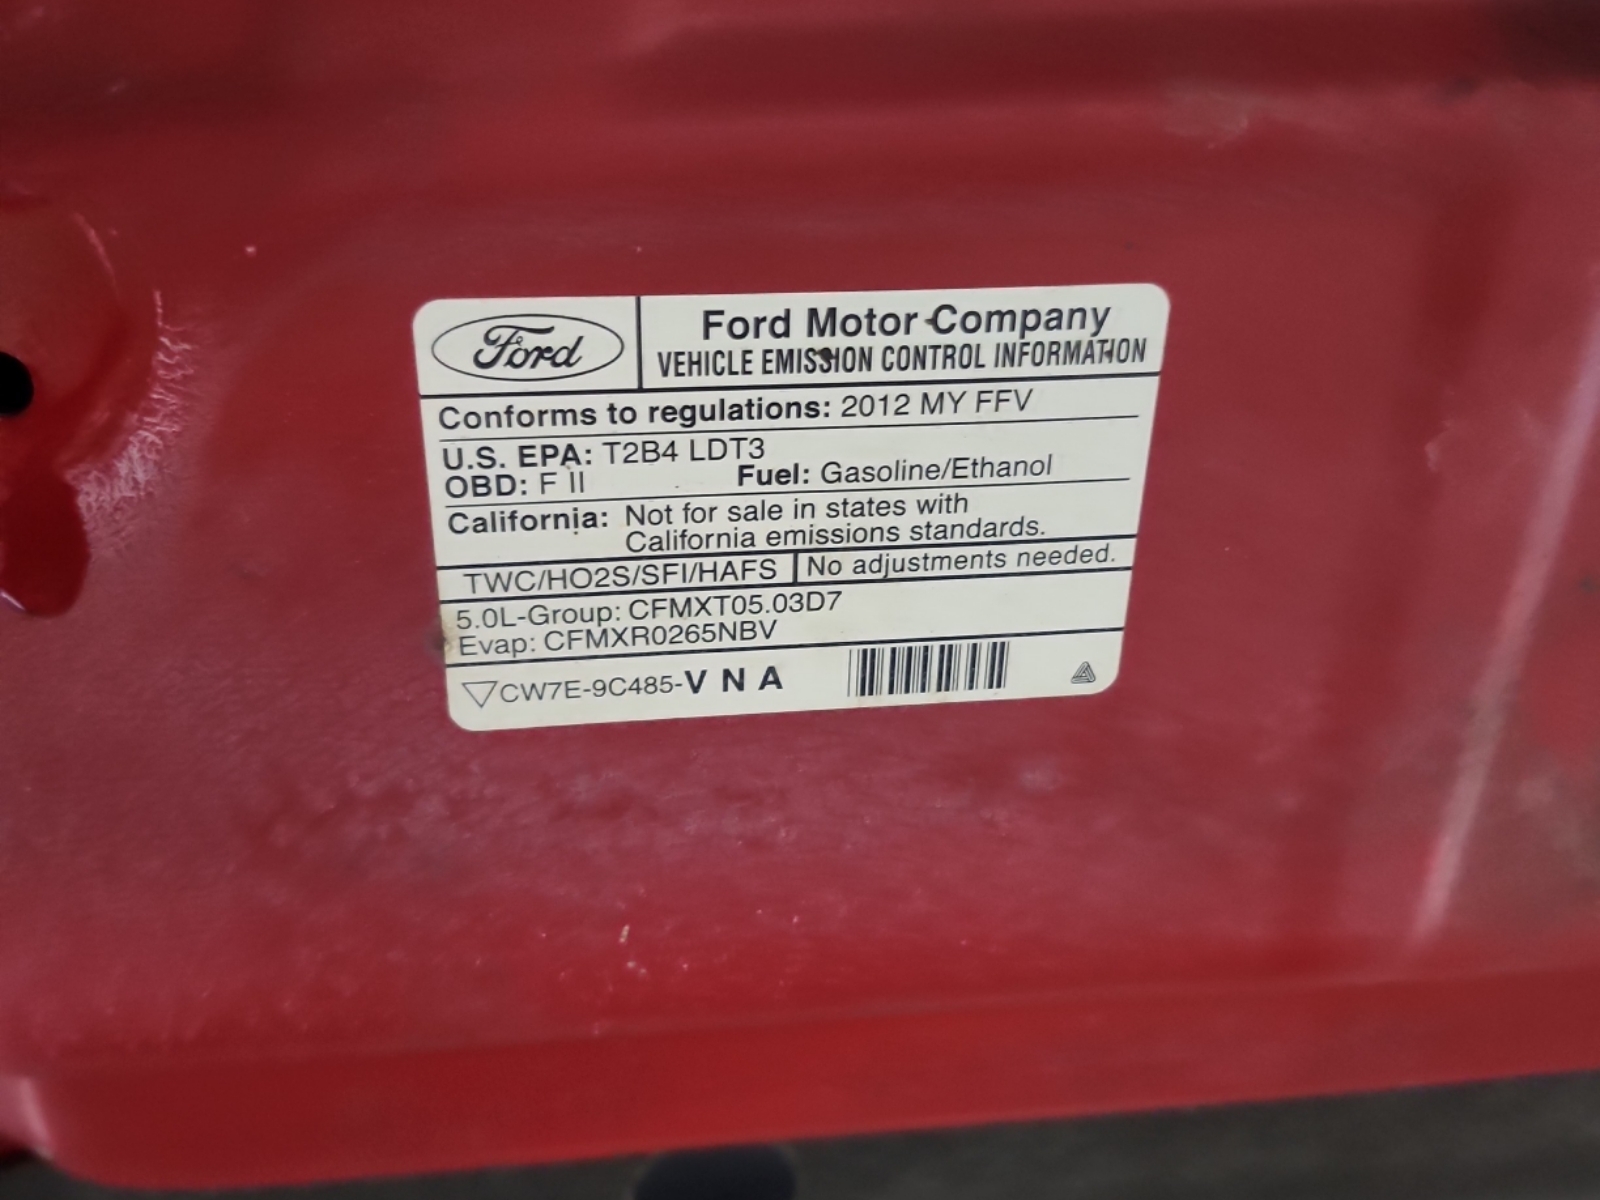 Ford
Ford Motor Company
VEHICLE EMISSION CONTROL INFORMATION
Conforms to regulations: 2012 MY FFV
U.S. EPA: T2B4 LDT3
OBD: F II Fuel: Gasoline/Ethanol
California: Not for sale in states with
California emissions standards.
TWC/HO2S/SFI/HAFS No adjustments needed.
5.0L-Group: CFMXT05.03D7
Evap: CFMXR0265NBV
CW7E-9C485-V N A